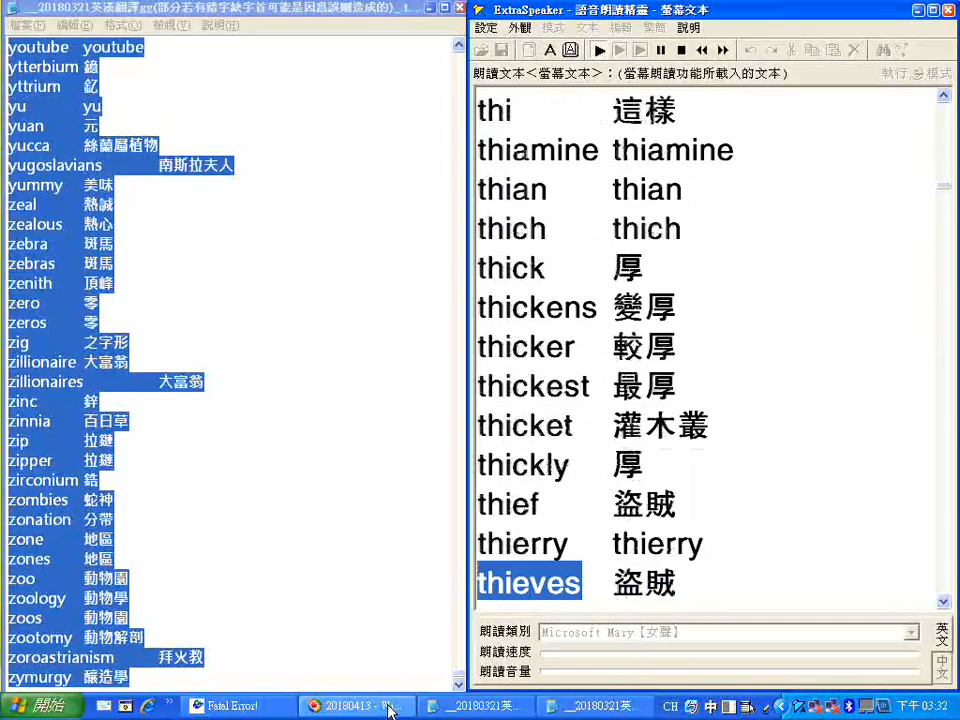 __20180321英漢翻譯gg(部分若有錯字缺字首可能是因爲誤刪造成的)_t...
檔案(F) 編輯(E) 格式(O) 檢視(V) 說明(H)
youtube youtube
ytterbium 鐿
yttrium 釔
yu yu
yuan 元
yucca 絲蘭屬植物
yugoslavians 南斯拉夫人
yummy 美味
zeal 熱誠
zealous 熱心
zebra 斑馬
zebras 斑馬
zenith 頂峰
zero 零
zeros 零
zig 之字形
zillionaire 大富翁
zillionaires 大富翁
zinc 鋅
zinnia 百日草
zip 拉鏈
zipper 拉鏈
zirconium 鋯
zombies 蛇神
zonation 分帶
zone 地區
zones 地區
zoo 動物園
zoology 動物學
zoos 動物園
zootomy 動物解剖
zoroastrianism 拜火教
zymurgy 釀造學
ExtraSpeaker - 語音朗讀精靈 - 螢幕文本
設定 外觀 模式 文本 編輯 繁簡 說明
朗讀文本<螢幕文本>：(螢幕朗讀功能所載入的文本)
thi 這樣
thiamine thiamine
thian thian
thich thich
thick 厚
thickens 變厚
thicker 較厚
thickest 最厚
thicket 灌木叢
thickly 厚
thief 盜賊
thierry thierry
thieves 盜賊
朗讀類別 Microsoft Mary【女聲】
朗讀速度
朗讀音量
英文
中文
開始
Fatal Error!
20180413 - W...
__20180321英...
__20180321英...
CH
中
下午 03:32